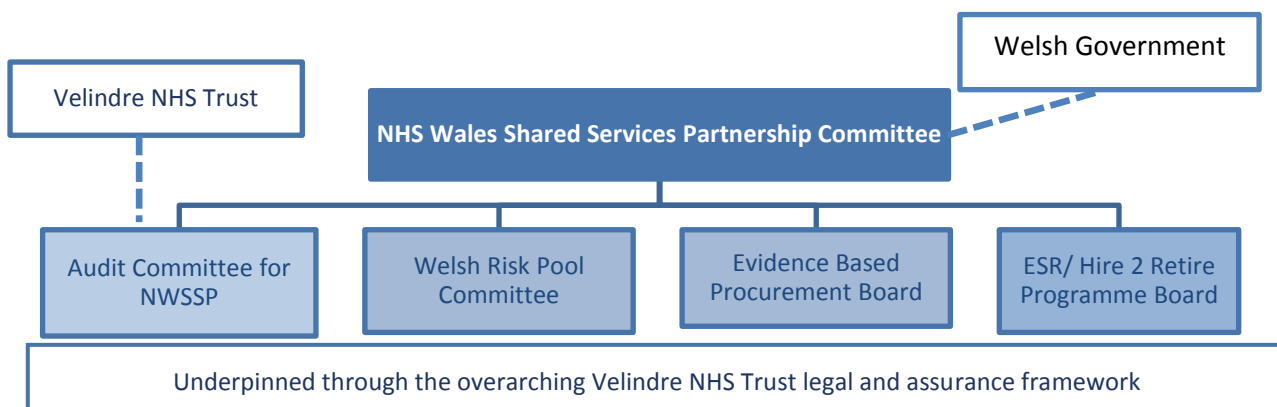 Welsh Government
Velindre NHS Trust
NHS Wales Shared Services Partnership Committee
Audit Committee for
NWSSP
Welsh Risk Pool
Committee
Evidence Based
Procurement Board
ESR/ Hire 2 Retire
Programme Board
Underpinned through the overarching Velindre NHS Trust legal and assurance framework